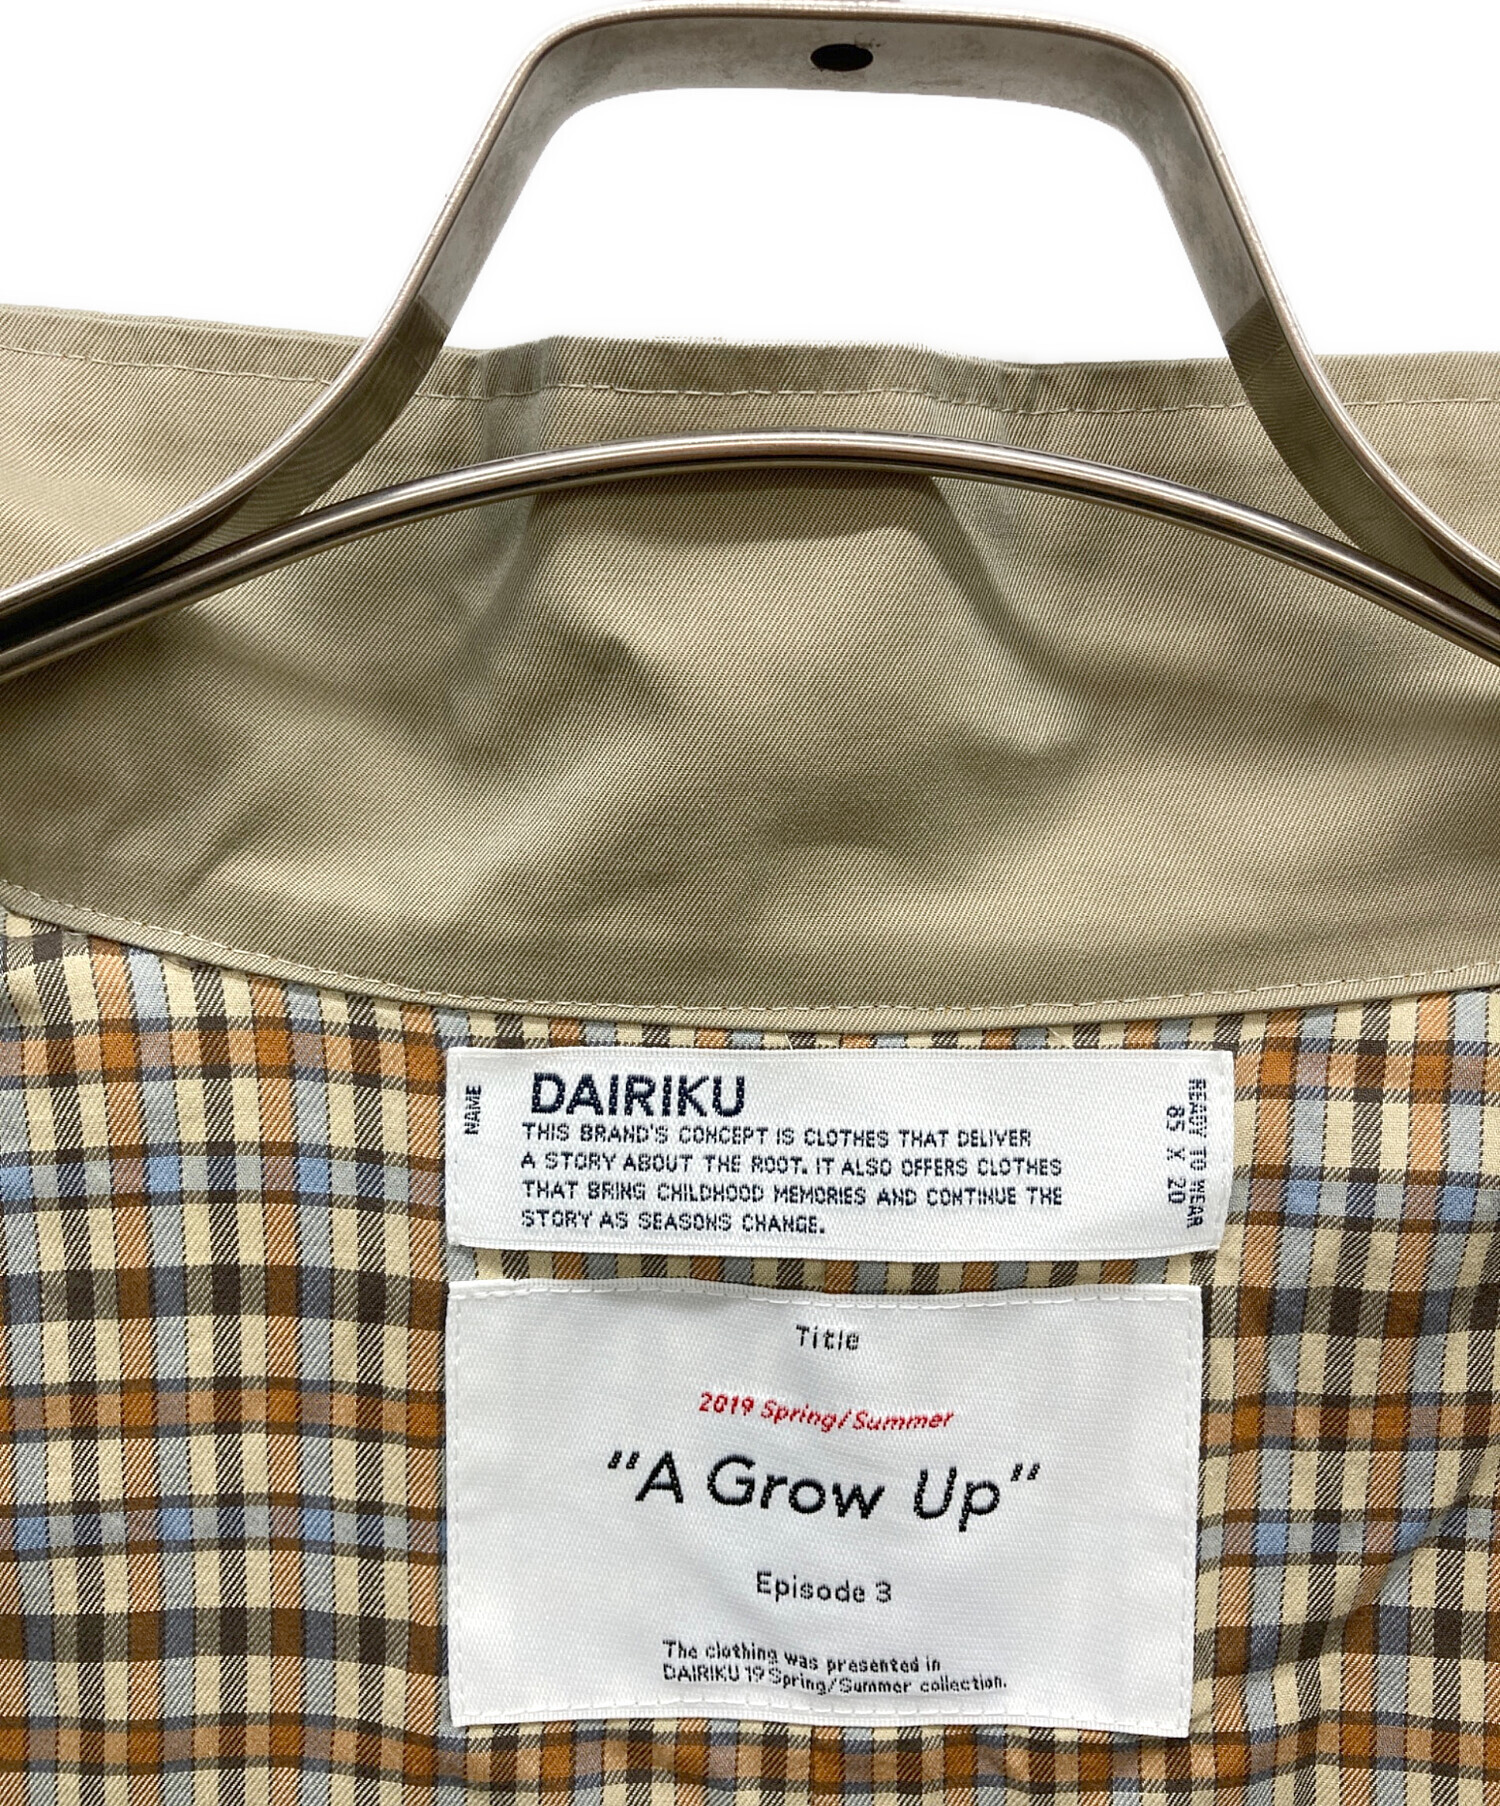 NAME
DAIRIKU
THIS BRAND'S CONCEPT IS CLOTHES THAT DELIVER
A STORY ABOUT THE ROOT. IT ALSO OFFERS CLOTHES
THAT BRING CHILDHOOD MEMORIES AND CONTINUE THE
STORY AS SEASONS CHANGE.
READY TO WEAR
85 X 20
Title
2019 Spring/Summer
"A Grow Up"
Episode 3
The clothing was presented in
DAIRIKU 19 Spring/Summer collection.